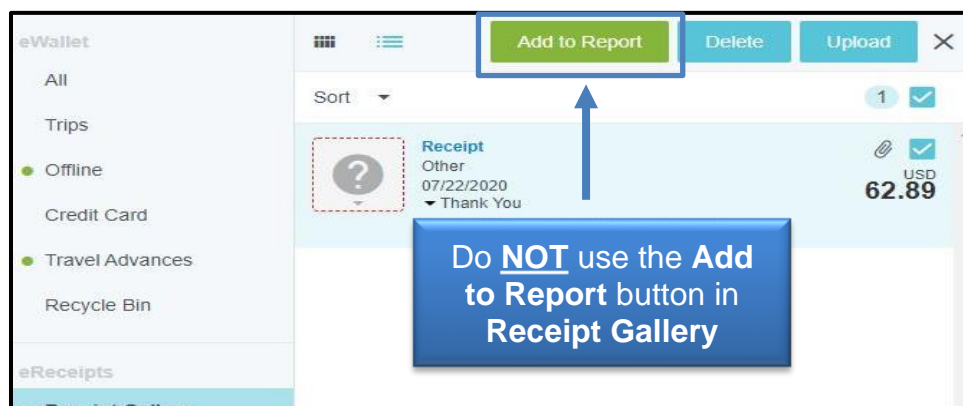 eWallet
All
Trips
Offline
Credit Card
Travel Advances
Recycle Bin
eReceipts
Add to Report
Delete
Upload
Sort
1
Receipt
Other
07/22/2020
Thank You
USD
62.89
Do NOT use the Add
to Report button in
Receipt Gallery